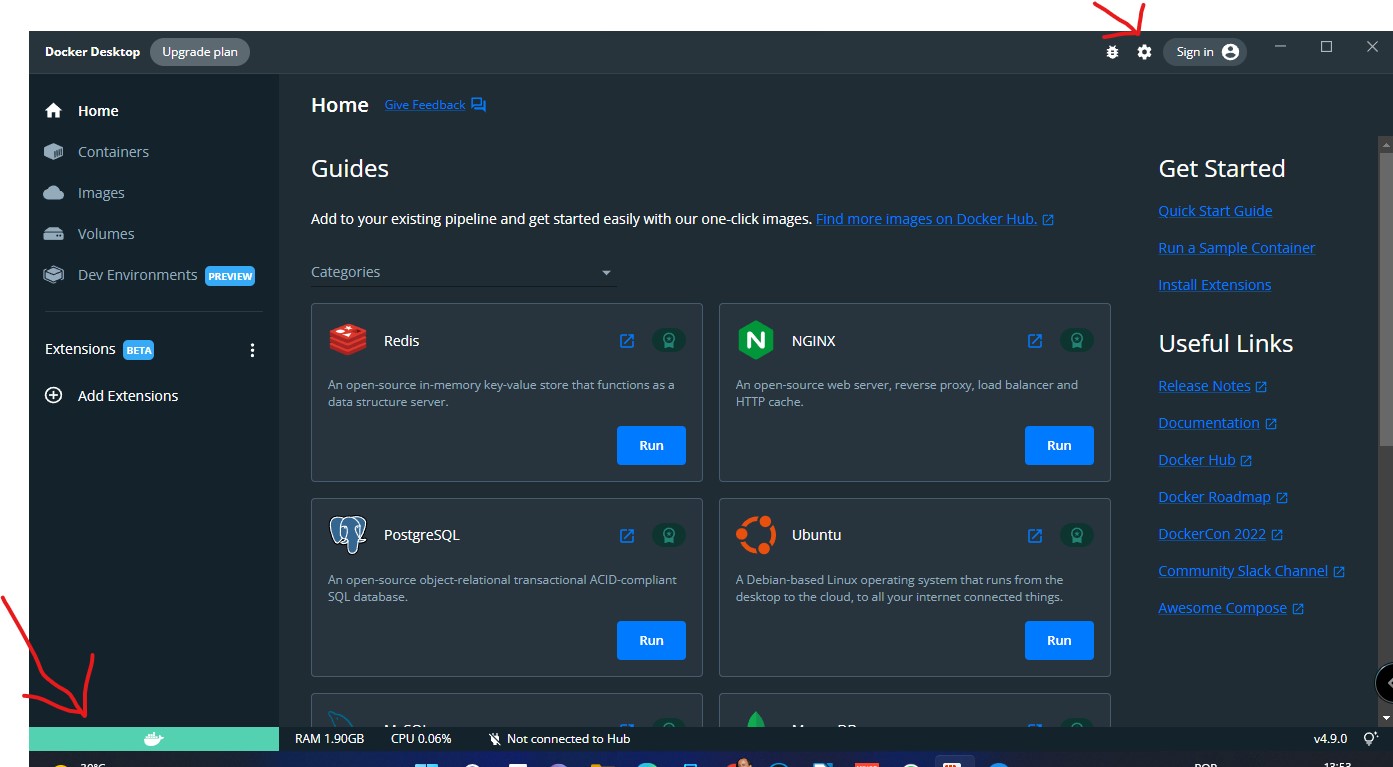 Docker Desktop
Upgrade plan
Sign in
Home
Containers
Images
Volumes
Dev Environments PREVIEW
Extensions BETA
Add Extensions
Home Give Feedback
Guides
Add to your existing pipeline and get started easily with our one-click images. Find more images on Docker Hub.
Categories
Redis
An open-source in-memory key-value store that functions as a
data structure server.
Run
NGINX
An open-source web server, reverse proxy, load balancer and
HTTP cache.
Run
PostgreSQL
An open-source object-relational transactional ACID-compliant
SQL database.
Run
Ubuntu
A Debian-based Linux operating system that runs from the
desktop to the cloud, to all your internet connected things.
Run
Get Started
Quick Start Guide
Run a Sample Container
Install Extensions
Useful Links
Release Notes
Documentation
Docker Hub
Docker Roadmap
DockerCon 2022
Community Slack Channel
Awesome Compose
RAM 1.90GB CPU 0.06% Not connected to Hub v4.9.0